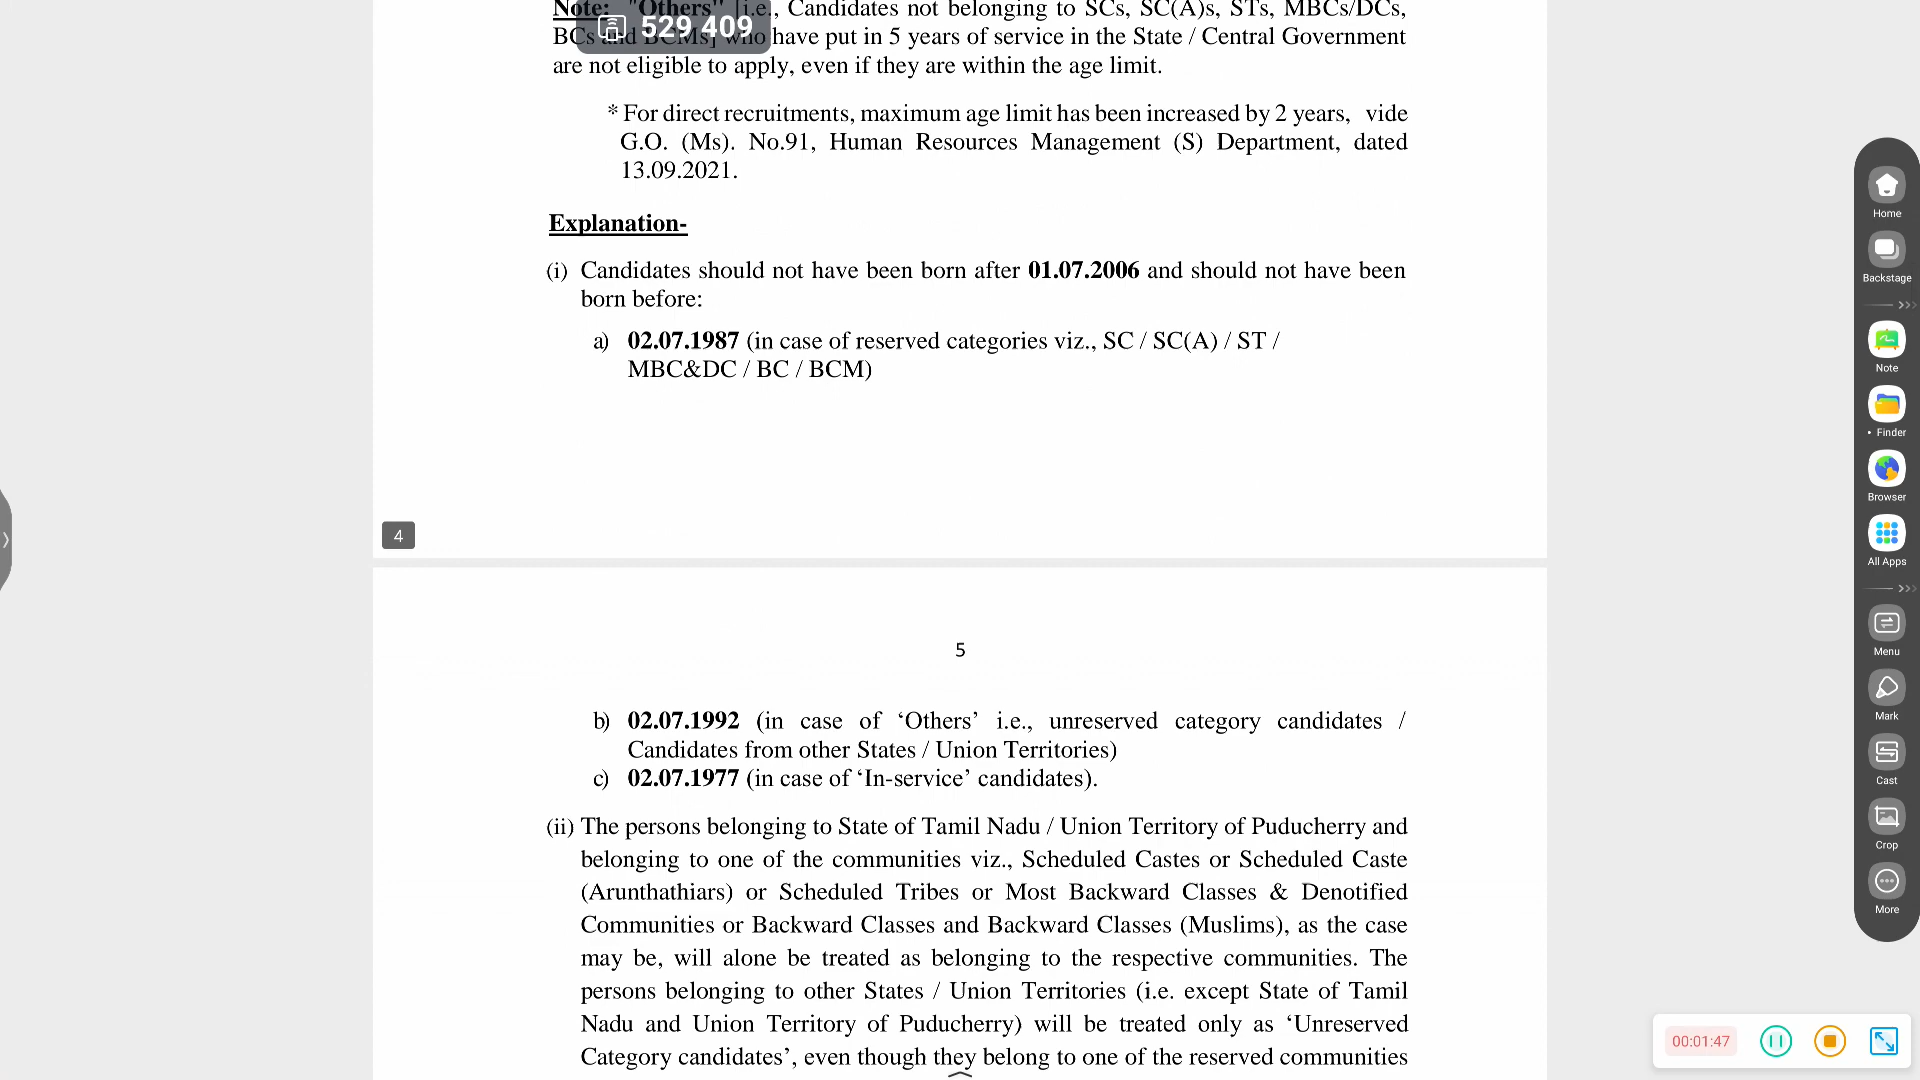 Note: "Others" [i.e., Candidates not belonging to SCs, SC(A)s, STs, MBCs/DCs,
529 409
BCs and BCMs] who have put in 5 years of service in the State / Central Government
are not eligible to apply, even if they are within the age limit.
* For direct recruitments, maximum age limit has been increased by 2 years, vide
G.O. (Ms). No.91, Human Resources Management (S) Department, dated
13.09.2021.
Explanation-
(i) Candidates should not have been born after 01.07.2006 and should not have been
born before:
a) 02.07.1987 (in case of reserved categories viz., SC / SC(A) / ST /
MBC&DC / BC / BCM)
4
5
b) 02.07.1992 (in case of ‘Others’ i.e., unreserved category candidates /
Candidates from other States / Union Territories)
c) 02.07.1977 (in case of ‘In-service’ candidates).
(ii) The persons belonging to State of Tamil Nadu / Union Territory of Puducherry and
belonging to one of the communities viz., Scheduled Castes or Scheduled Caste
(Arunthathiars) or Scheduled Tribes or Most Backward Classes & Denotified
Communities or Backward Classes and Backward Classes (Muslims), as the case
may be, will alone be treated as belonging to the respective communities. The
persons belonging to other States / Union Territories (i.e. except State of Tamil
Nadu and Union Territory of Puducherry) will be treated only as ‘Unreserved
Category candidates’, even though they belong to one of the reserved communities
Home
Backstage
Note
• Finder
Browser
All Apps
Menu
Mark
Cast
Crop
More
00:01:47